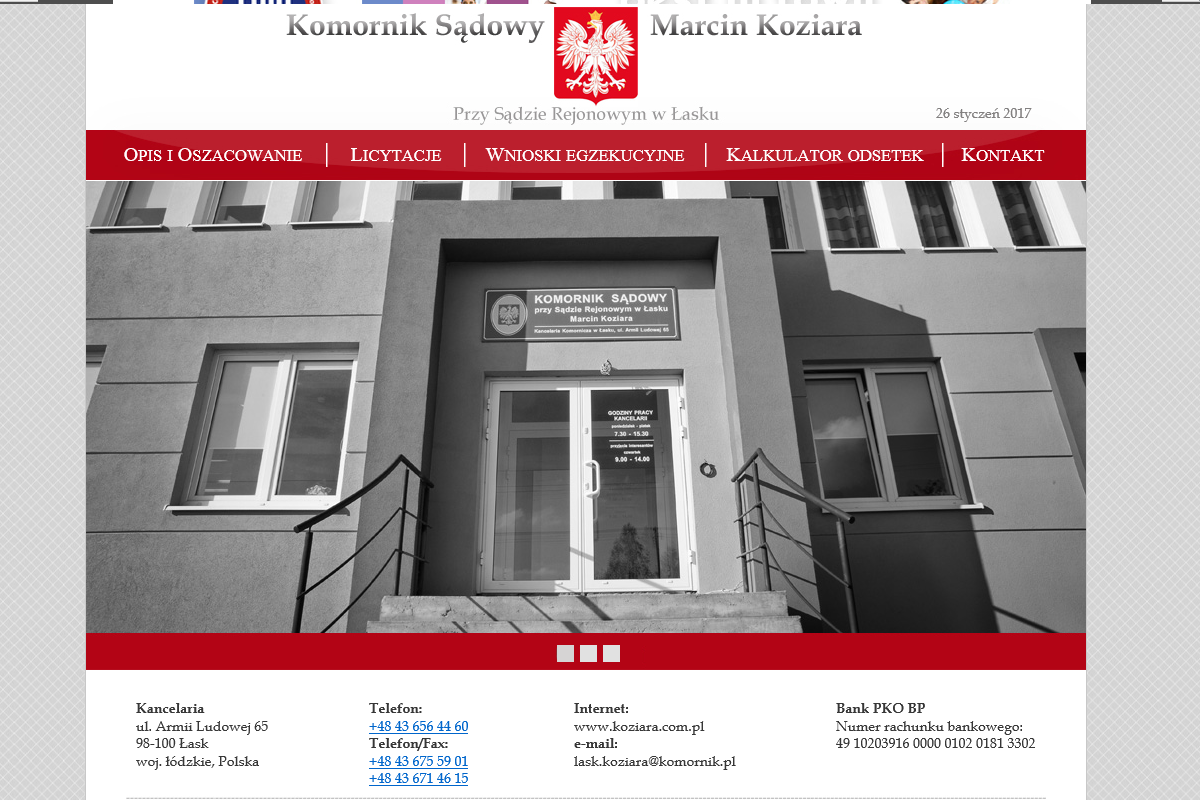 Komornik Sądowy Marcin Koziara
Przy Sądzie Rejonowym w Łasku
26 styczeń 2017
Opis i Oszacowanie | Licytacje | Wnioski egzekucyjne | Kalkulator odsetek | Kontakt
KOMORNIK SĄDOWY
przy Sądzie Rejonowym w Łasku
Marcin Koziara
Kancelaria Komornicza w Łasku, ul. Armii Ludowej 65
GODZINY PRACY
KANCELARII
poniedziałek - piątek
7.30 - 15.30
przyjęcia interesantów
czwartek
9.00 - 14.00
Kancelaria
ul. Armii Ludowej 65
98-100 Łask
woj. łódzkie, Polska
Telefon:
+48 43 656 44 60
Telefon/Fax:
+48 43 675 59 01
+48 43 671 46 15
Internet:
www.koziara.com.pl
e-mail:
lask.koziara@komornik.pl
Bank PKO BP
Numer rachunku bankowego:
49 10203916 0000 0102 0181 3302